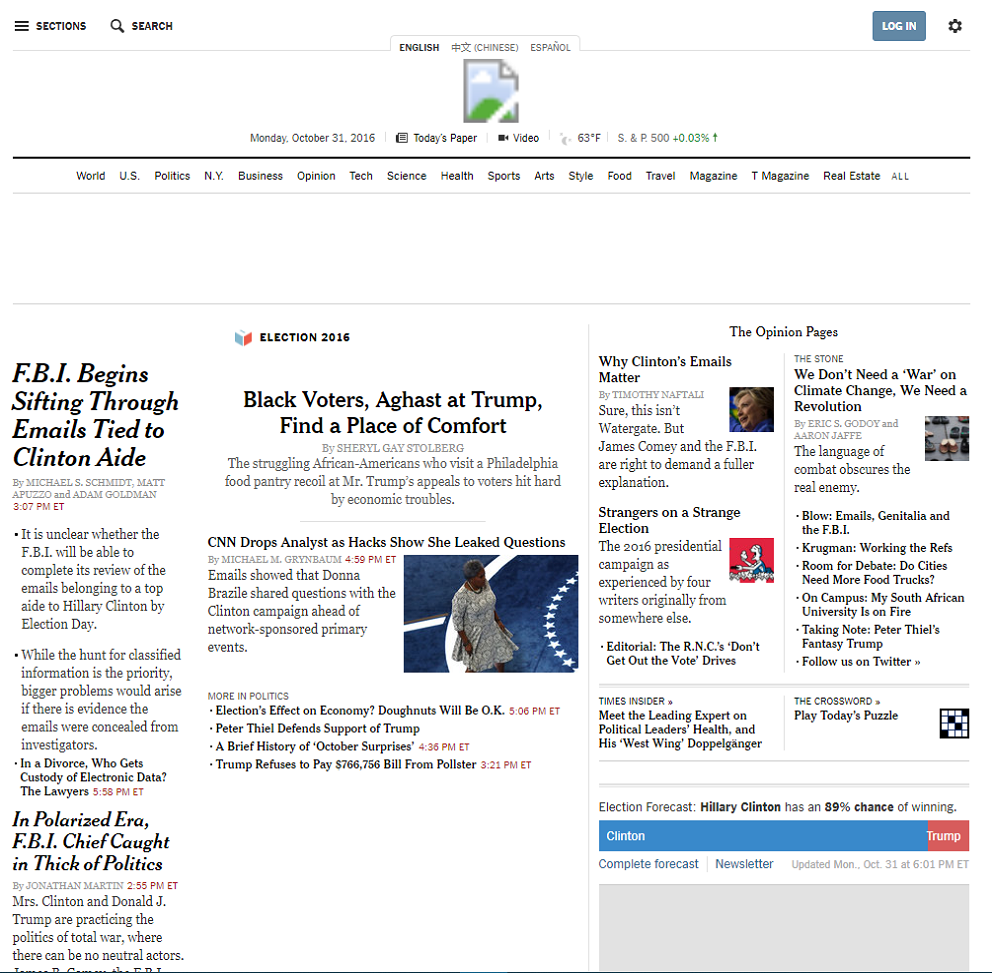 SECTIONS SEARCH LOG IN
ENGLISH 中文 (CHINESE) ESPAÑOL
Monday, October 31, 2016 Today's Paper Video 63°F S. & P. 500 +0.03% ↑
World U.S. Politics N.Y. Business Opinion Tech Science Health Sports Arts Style Food Travel Magazine T Magazine Real Estate ALL
F.B.I. Begins
Sifting Through
Emails Tied to
Clinton Aide
By MICHAEL S. SCHMIDT, MATT
APUZZO and ADAM GOLDMAN
3:07 PM ET
• It is unclear whether the
F.B.I. will be able to
complete its review of the
emails belonging to a top
aide to Hillary Clinton by
Election Day.
• While the hunt for classified
information is the priority,
bigger problems would arise
if there is evidence the
emails were concealed from
investigators.
· In a Divorce, Who Gets
Custody of Electronic Data?
The Lawyers 5:58 PM ET
In Polarized Era,
F.B.I. Chief Caught
in Thick of Politics
By JONATHAN MARTIN 2:55 PM ET
Mrs. Clinton and Donald J.
Trump are practicing the
politics of total war, where
there can be no neutral actors.
James B. Comey, the F.B.I.
ELECTION 2016
Black Voters, Aghast at Trump,
Find a Place of Comfort
By SHERYL GAY STOLBERG
The struggling African-Americans who visit a Philadelphia
food pantry recoil at Mr. Trump's appeals to voters hit hard
by economic troubles.
CNN Drops Analyst as Hacks Show She Leaked Questions
By MICHAEL M. GRYNBAUM 4:59 PM ET
Emails showed that Donna
Brazile shared questions with the
Clinton campaign ahead of
network-sponsored primary
events.
MORE IN POLITICS
· Election's Effect on Economy? Doughnuts Will Be O.K. 5:06 PM ET
· Peter Thiel Defends Support of Trump
· A Brief History of 'October Surprises' 4:36 PM ET
· Trump Refuses to Pay $766,756 Bill From Pollster 3:21 PM ET
The Opinion Pages
Why Clinton's Emails
Matter
By TIMOTHY NAFTALI
Sure, this isn't
Watergate. But
James Comey and the F.B.I.
are right to demand a fuller
explanation.
Strangers on a Strange
Election
The 2016 presidential
campaign as
experienced by four
writers originally from
somewhere else.
· Editorial: The R.N.C.'s 'Don't
Get Out the Vote' Drives
THE STONE
We Don't Need a 'War' on
Climate Change, We Need a
Revolution
By ERIC S. GODOY and
AARON JAFFE
The language of
combat obscures the
real enemy.
· Blow: Emails, Genitalia and
the F.B.I.
· Krugman: Working the Refs
· Room for Debate: Do Cities
Need More Food Trucks?
· On Campus: My South African
University Is on Fire
· Taking Note: Peter Thiel's
Fantasy Trump
· Follow us on Twitter »
TIMES INSIDER »
Meet the Leading Expert on
Political Leaders' Health, and
His 'West Wing' Doppelgänger
THE CROSSWORD »
Play Today's Puzzle
Election Forecast: Hillary Clinton has an 89% chance of winning.
Clinton Trump
Complete forecast Newsletter Updated Mon., Oct. 31 at 6:01 PM ET